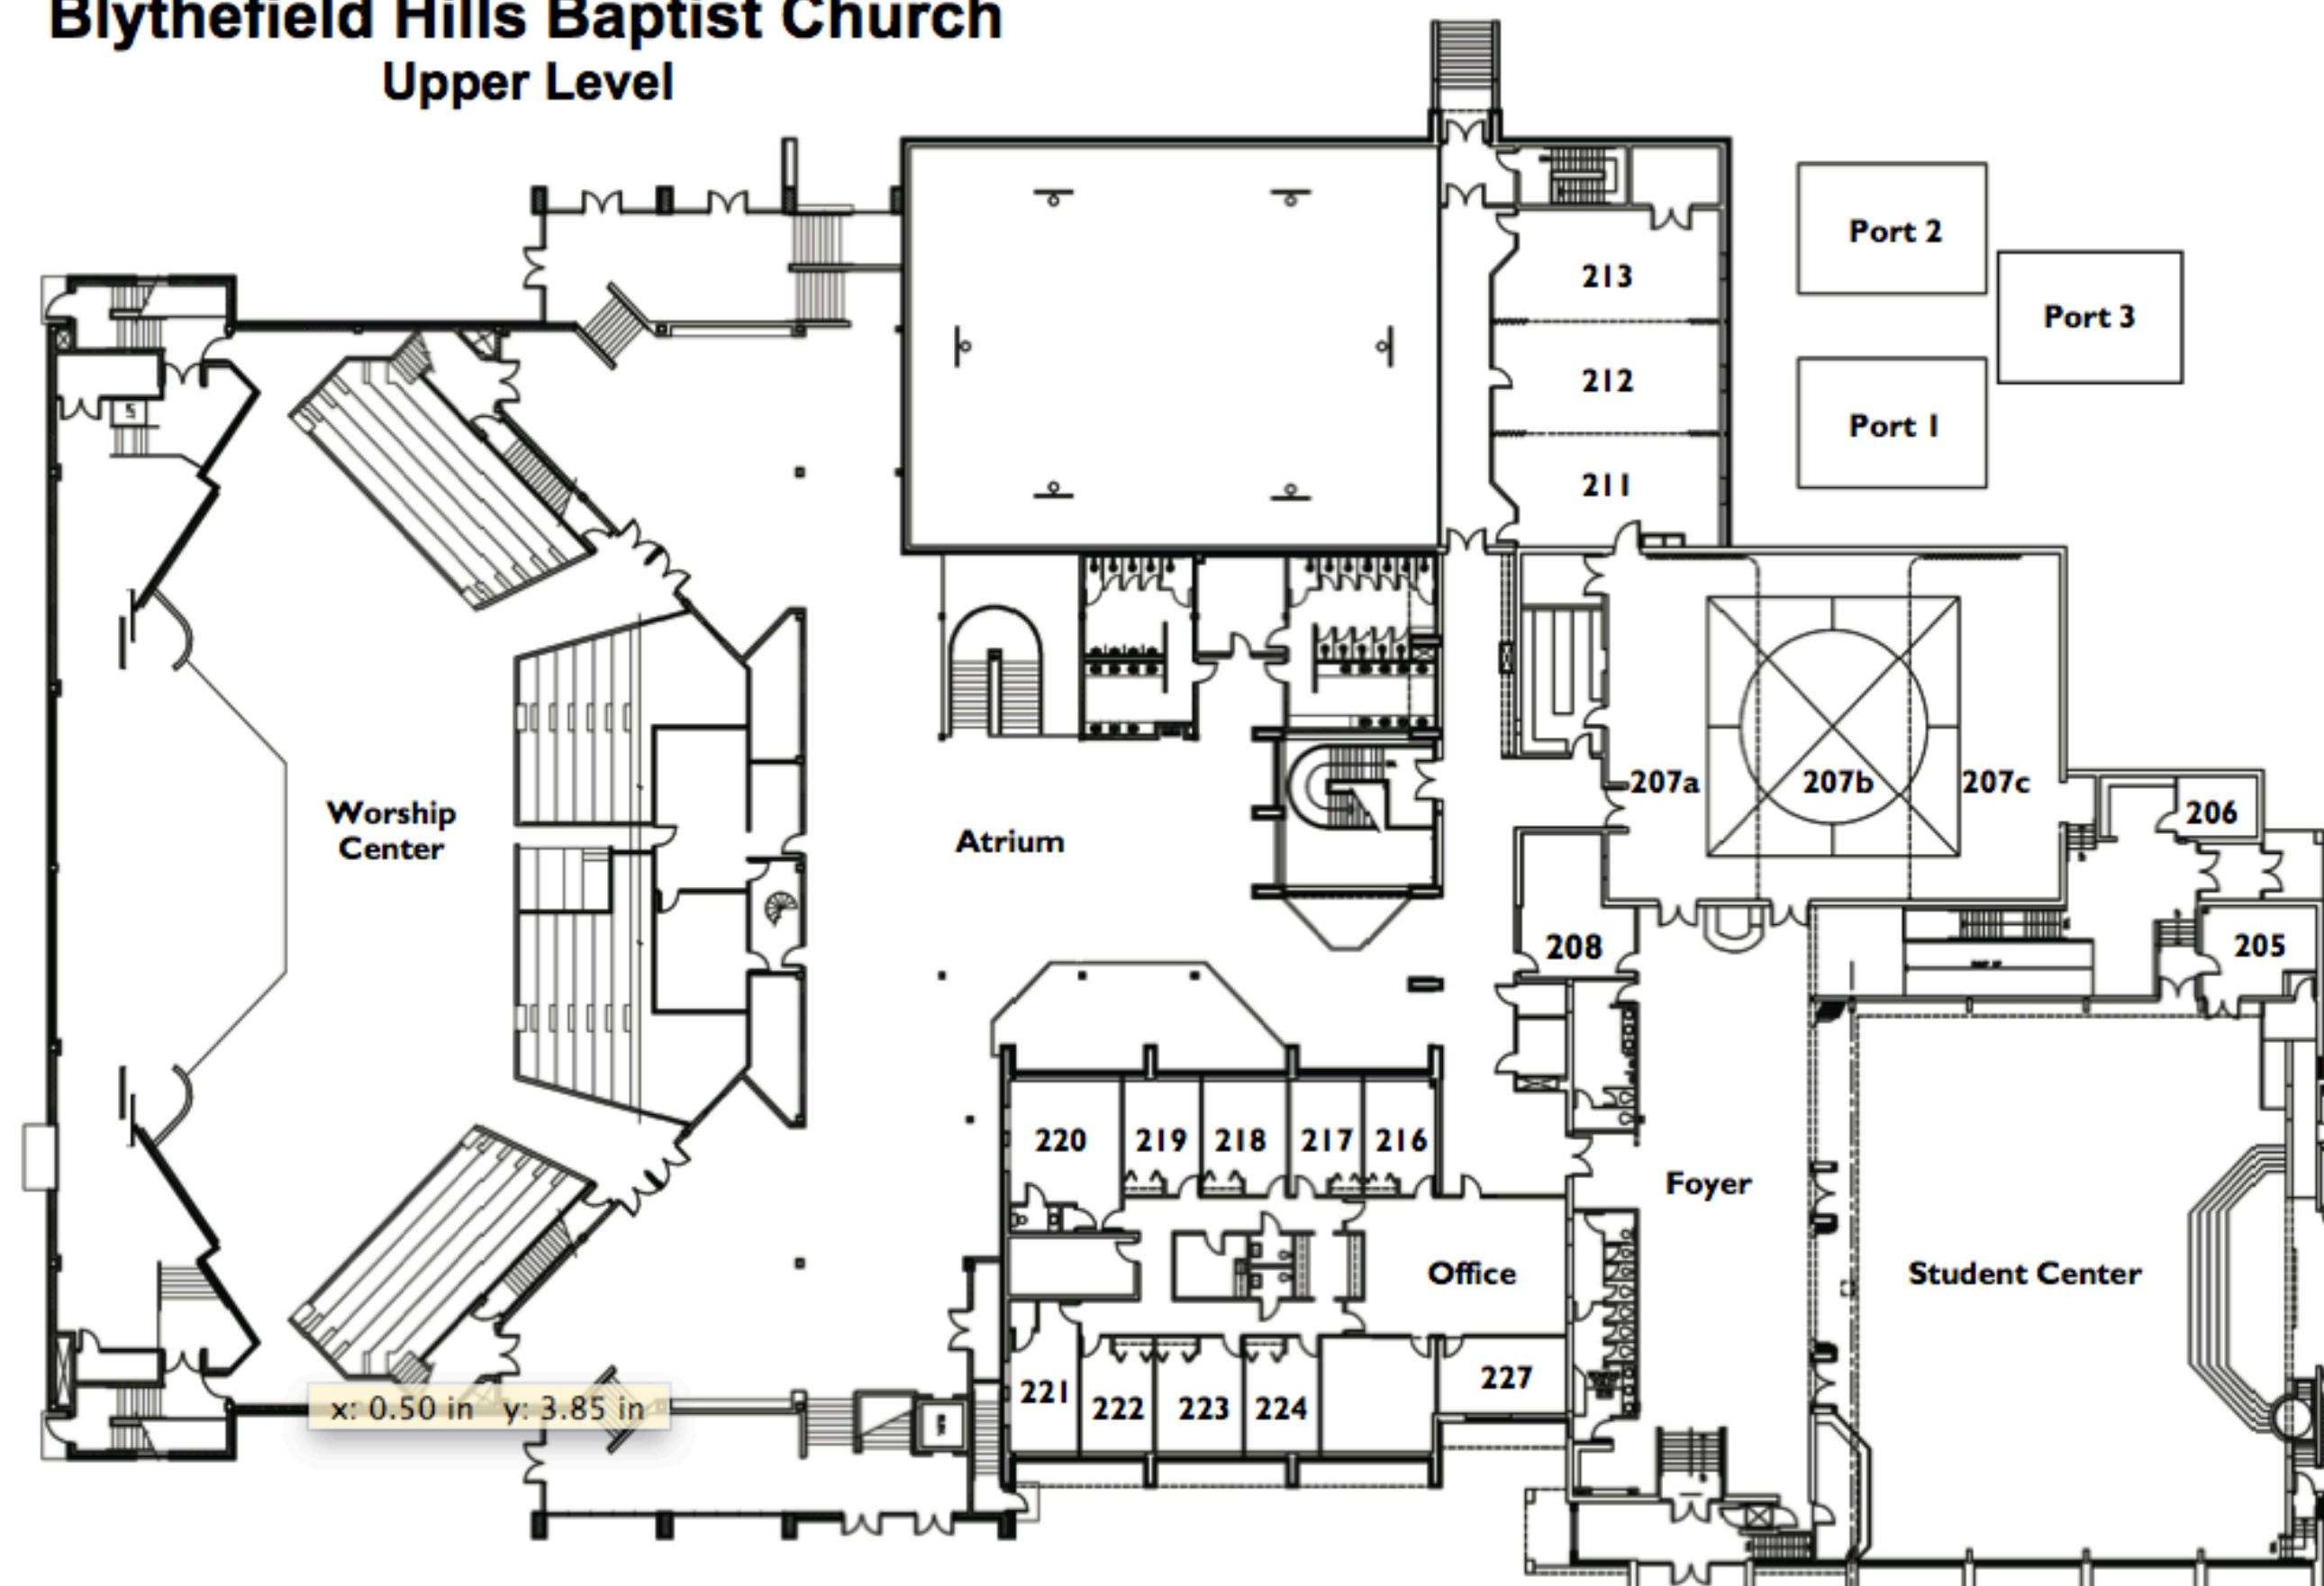 Blythefield Hills Baptist Church
Upper Level
Port 2
213
Port 3
212
Port 1
211
207a
207b
207c
206
Worship
Center
Atrium
208
205
220
219
218
217
216
Foyer
Office
Student Center
221
222
223
224
227
x: 0.50 in y: 3.85 in